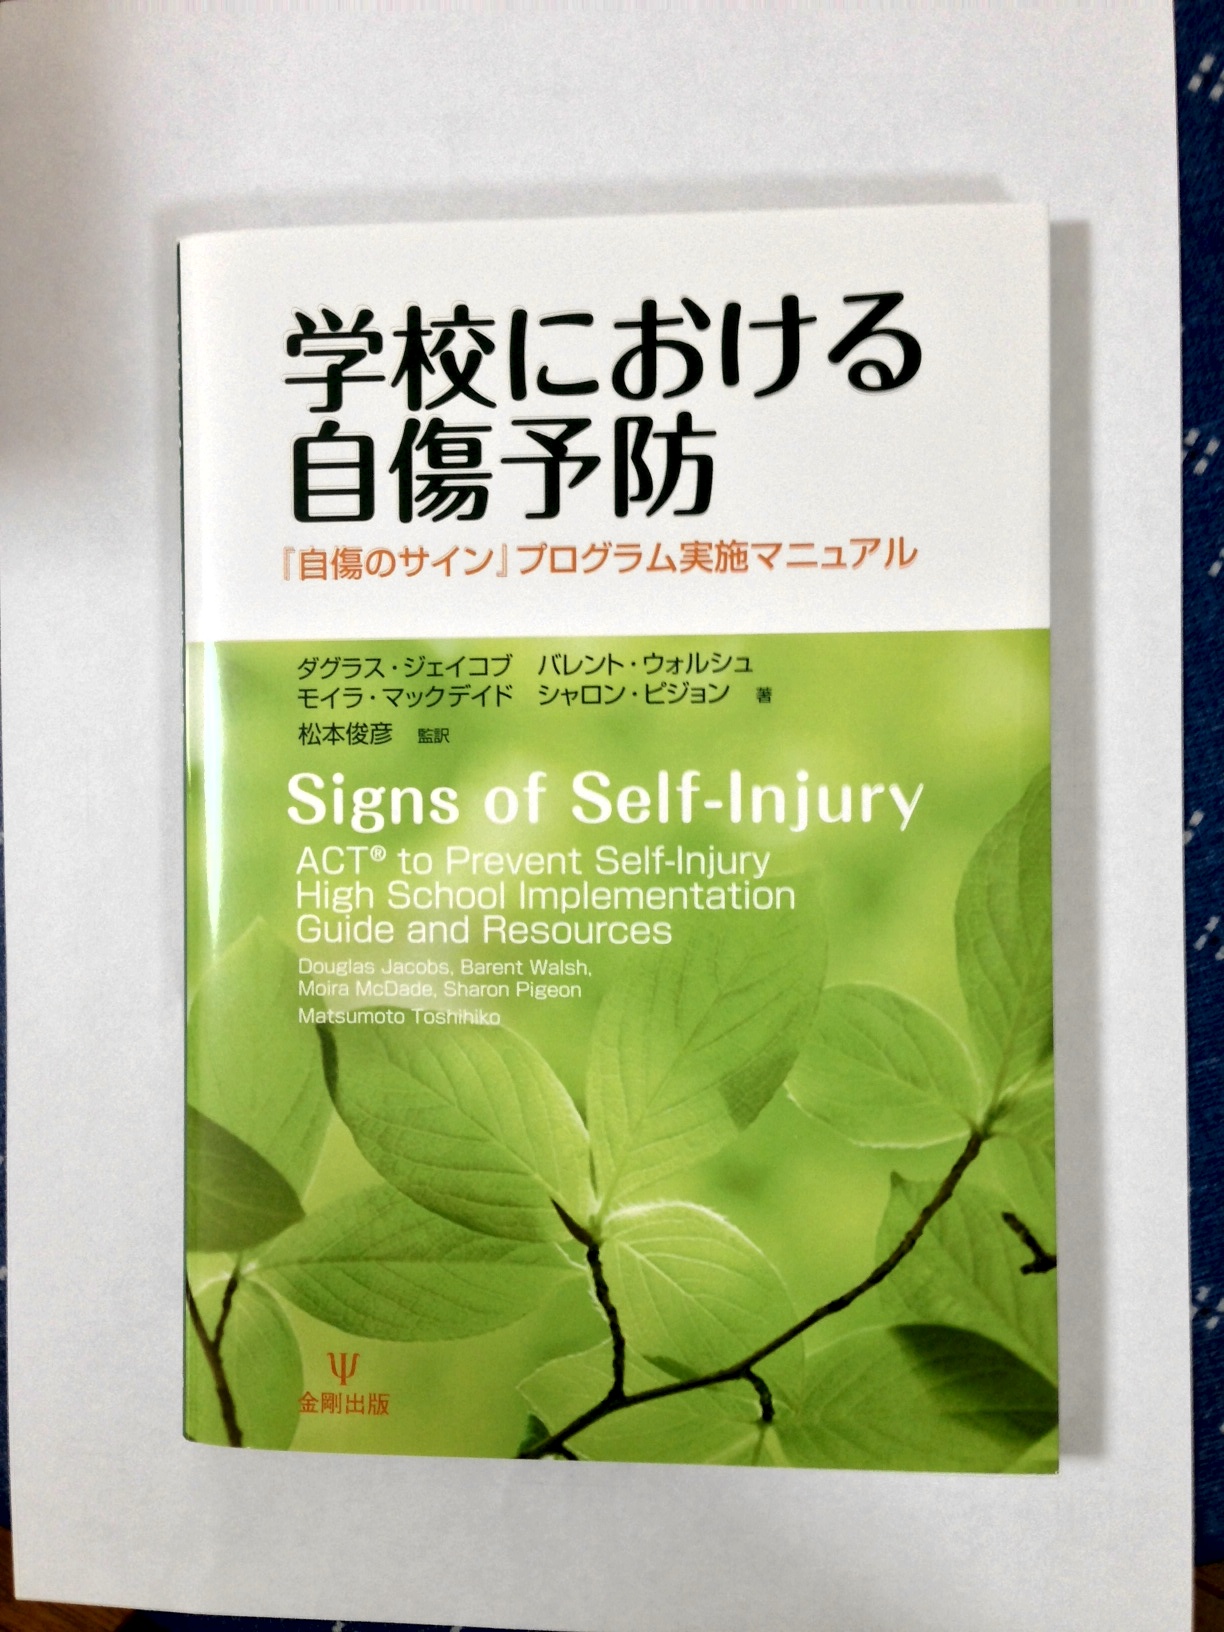 学校における
自傷予防
『自傷のサイン』プログラム実施マニュアル
ダグラス・ジェイコブ　バレント・ウォルシュ
モイラ・マックデイド　シャロン・ピジョン　著
松本俊彦　監訳
Signs of Self-Injury
ACT® to Prevent Self-Injury
High School Implementation
Guide and Resources
Douglas Jacobs, Barent Walsh,
Moira McDade, Sharon Pigeon
Matsumoto Toshihiko
Ψ
金剛出版